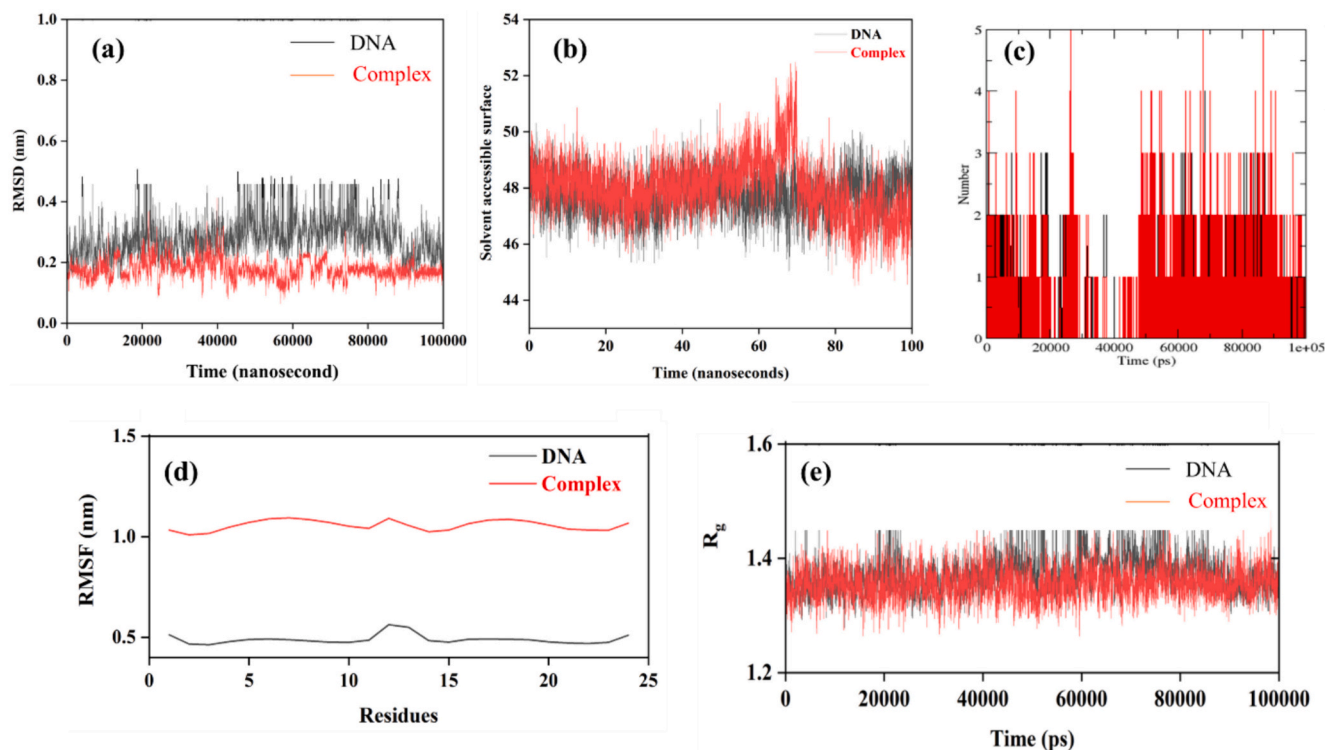 (a)
DNA
Complex
RMSD (nm)
1.0
0.8
0.6
0.4
0.2
0.0
0 20000 40000 60000 80000 100000
Time (nanosecond)
(b)
DNA
Complex
Solvent accessible surface
54
52
50
48
46
44
0 20 40 60 80 100
Time (nanoseconds)
(c)
Number
5
4
3
2
1
0
0 20000 40000 60000 80000 1e+05
Time (ps)
(d)
DNA
Complex
RMSF (nm)
1.5
1.0
0.5
0 5 10 15 20 25
Residues
(e)
DNA
Complex
Rg
1.6
1.4
1.2
0 20000 40000 60000 80000 100000
Time (ps)